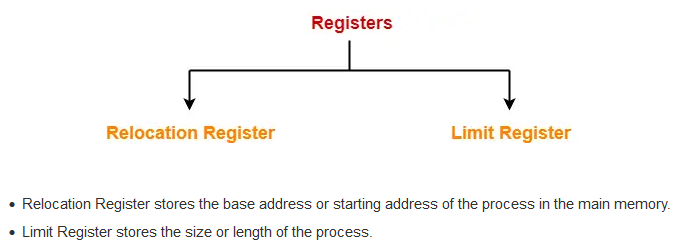 Registers
Relocation Register
Limit Register
• Relocation Register stores the base address or starting address of the process in the main memory.
• Limit Register stores the size or length of the process.